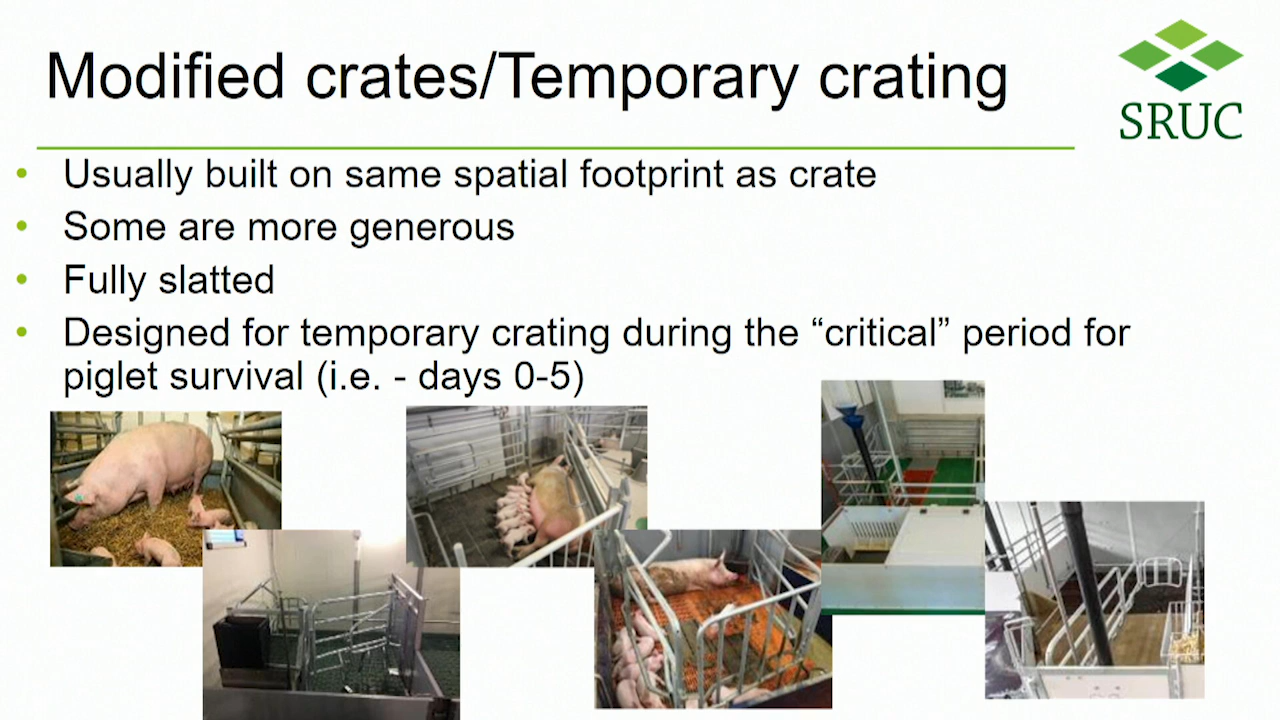 Modified crates/Temporary crating
SRUC
• Usually built on same spatial footprint as crate
• Some are more generous
• Fully slatted
• Designed for temporary crating during the “critical” period for
piglet survival (i.e. - days 0-5)